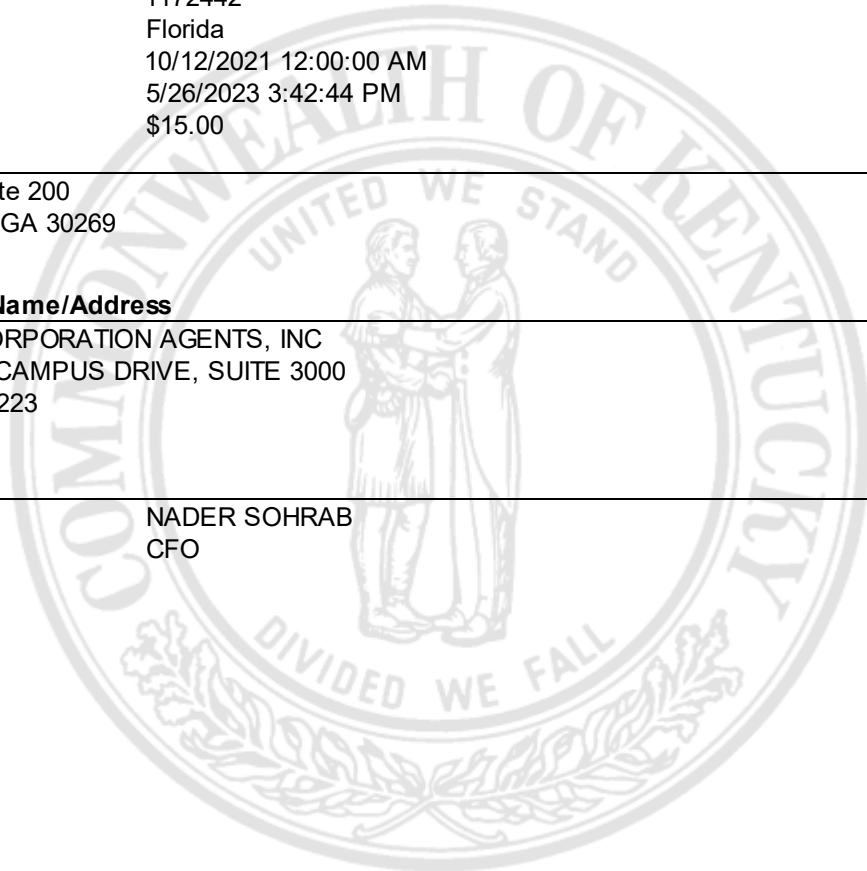 1172442
Florida
10/12/2021 12:00:00 AM
5/26/2023 3:42:44 PM
$15.00
te 200
GA 30269
Name/Address
ORPORATION AGENTS, INC
CAMPUS DRIVE, SUITE 3000
223
NADER SOHRAB
CFO
COMMONWEALTH OF KENTUCKY
UNITED WE STAND
DIVIDED WE FALL